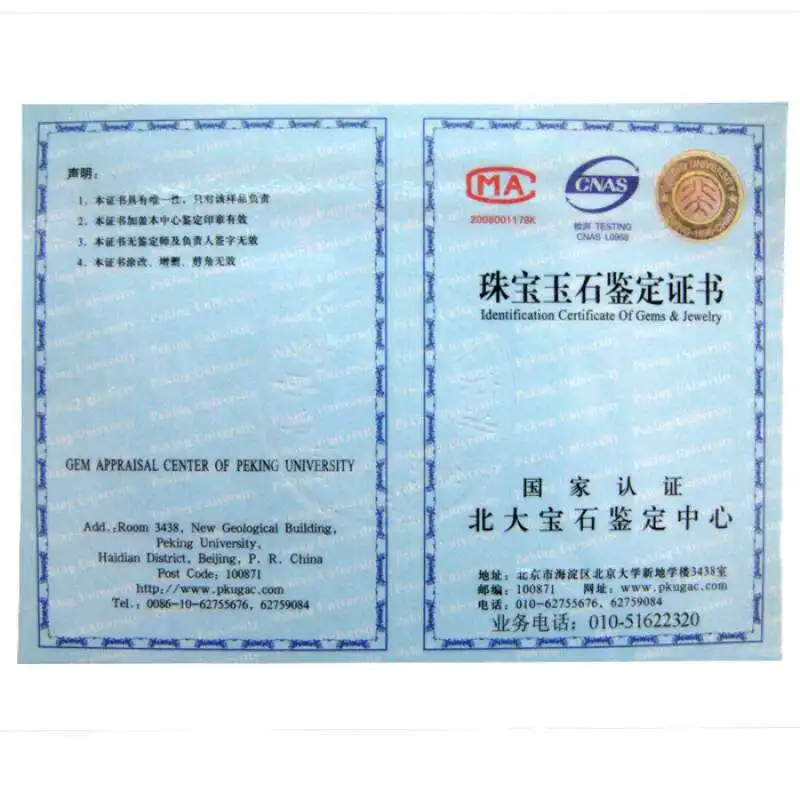 声明：
1、本证书具有唯一性，只对该样品负责
2、本证书加盖本中心鉴定印章有效
3、本证书无鉴定师及负责人签字无效
4、本证书涂改、增删、剪角无效
GEM APPRAISAL CENTER OF PEKING UNIVERSITY
Add.:Room 3438, New Geological Building,
Peking University,
Haidian District, Beijing, P. R. China
Post Code: 100871
http://www.pkugac.com
Tel.: 0086-10-62755676, 62759084
MA
2008001178K
CNAS
检测 TESTING
CNAS L0968
珠宝玉石鉴定证书
Identification Certificate Of Gems & Jewelry
国家认证
北大宝石鉴定中心
地址：北京市海淀区北京大学新地学楼3438室
邮编：100871 网址：www.pkugac.com
电话：010-62755676, 62759084
业务电话：010-51622320
Peking University